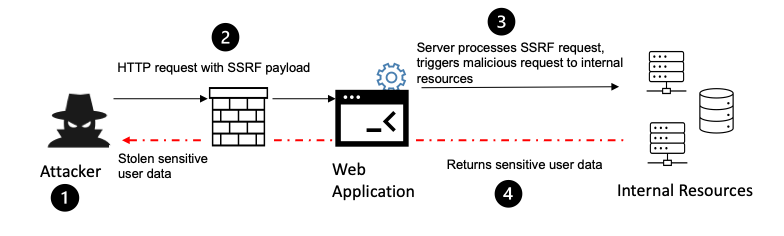 2
3
HTTP request with SSRF payload
Server processes SSRF request,
triggers malicious request to internal
resources
Attacker
1
Stolen sensitive
user data
Web
Application
Returns sensitive user data
4
Internal Resources